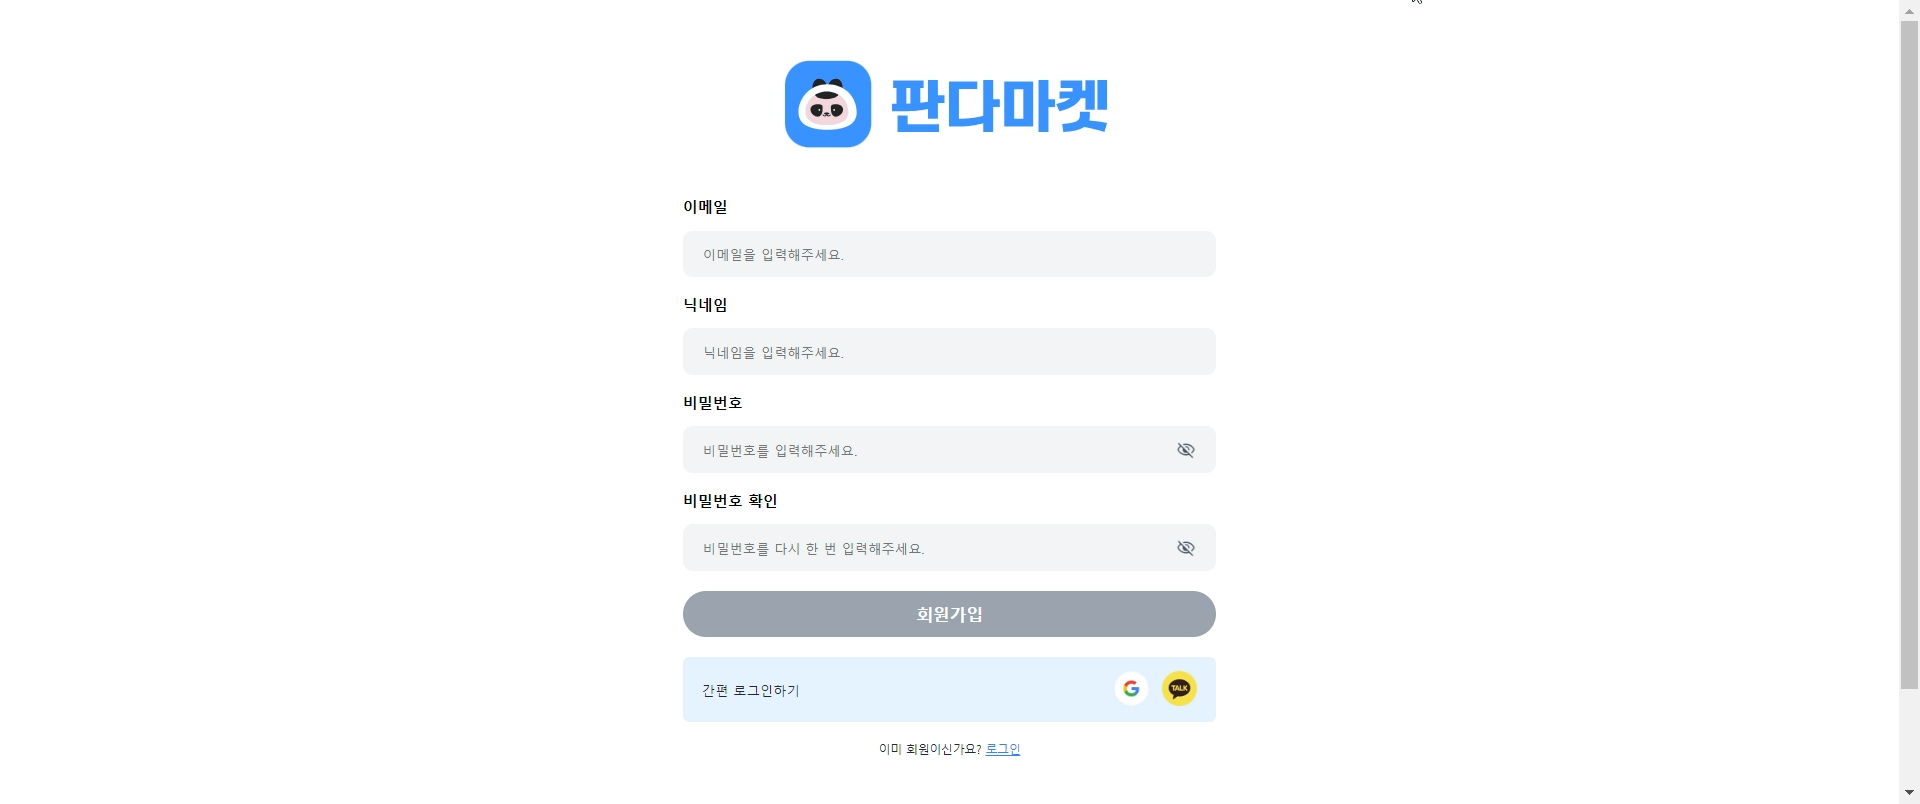 판다마켓
이메일
이메일을 입력해주세요.
닉네임
닉네임을 입력해주세요.
비밀번호
비밀번호를 입력해주세요.
비밀번호 확인
비밀번호를 다시 한 번 입력해주세요.
회원가입
간편 로그인하기
TALK
이미 회원이신가요? 로그인